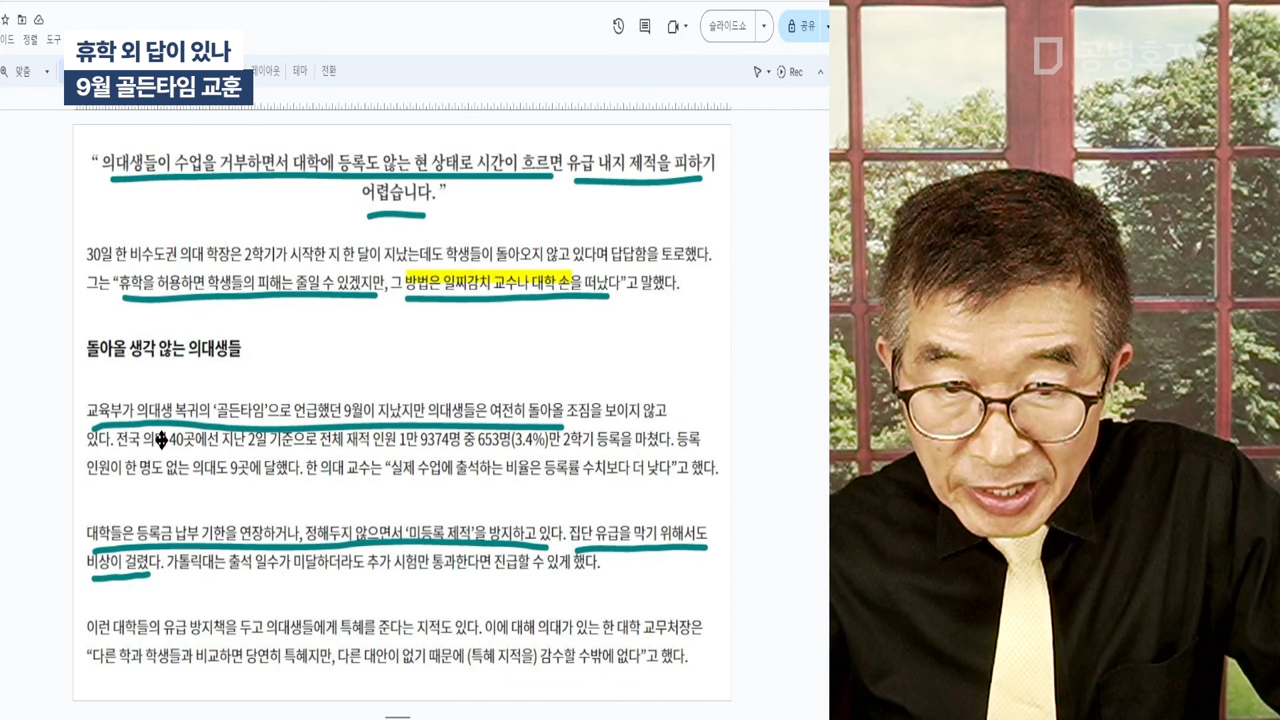 휴학 외 답이 있나
9월 골든타임 교훈
이드 정렬 도구
슬라이드쇼
공유
맞춤
레이아웃 테마 전환
Rec
공병호TV
“ 의대생들이 수업을 거부하면서 대학에 등록도 않는 현 상태로 시간이 흐르면 유급 내지 제적을 피하기
어렵습니다. ”
30일 한 비수도권 의대 학장은 2학기가 시작한 지 한 달이 지났는데도 학생들이 돌아오지 않고 있다며 답답함을 토로했다.
그는 “휴학을 허용하면 학생들의 피해는 줄일 수 있겠지만, 그 방법은 일찌감치 교수나 대학 손을 떠났다”고 말했다.
돌아올 생각 않는 의대생들
교육부가 의대생 복귀의 ‘골든타임’으로 언급했던 9월이 지났지만 의대생들은 여전히 돌아올 조짐을 보이지 않고
있다. 전국 의대 40곳에선 지난 2일 기준으로 전체 재적 인원 1만 9374명 중 653명(3.4%)만 2학기 등록을 마쳤다. 등록
인원이 한 명도 없는 의대도 9곳에 달했다. 한 의대 교수는 “실제 수업에 출석하는 비율은 등록률 수치보다 더 낮다”고 했다.
대학들은 등록금 납부 기한을 연장하거나, 정해두지 않으면서 ‘미등록 제적’을 방지하고 있다. 집단 유급을 막기 위해서도
비상이 걸렸다. 가톨릭대는 출석 일수가 미달하더라도 추가 시험만 통과한다면 진급할 수 있게 했다.
이런 대학들의 유급 방지책을 두고 의대생들에게 특혜를 준다는 지적도 있다. 이에 대해 의대가 있는 한 대학 교무처장은
“다른 학과 학생들과 비교하면 당연히 특혜지만, 다른 대안이 없기 때문에 (특혜 지적을) 감수할 수밖에 없다”고 했다.